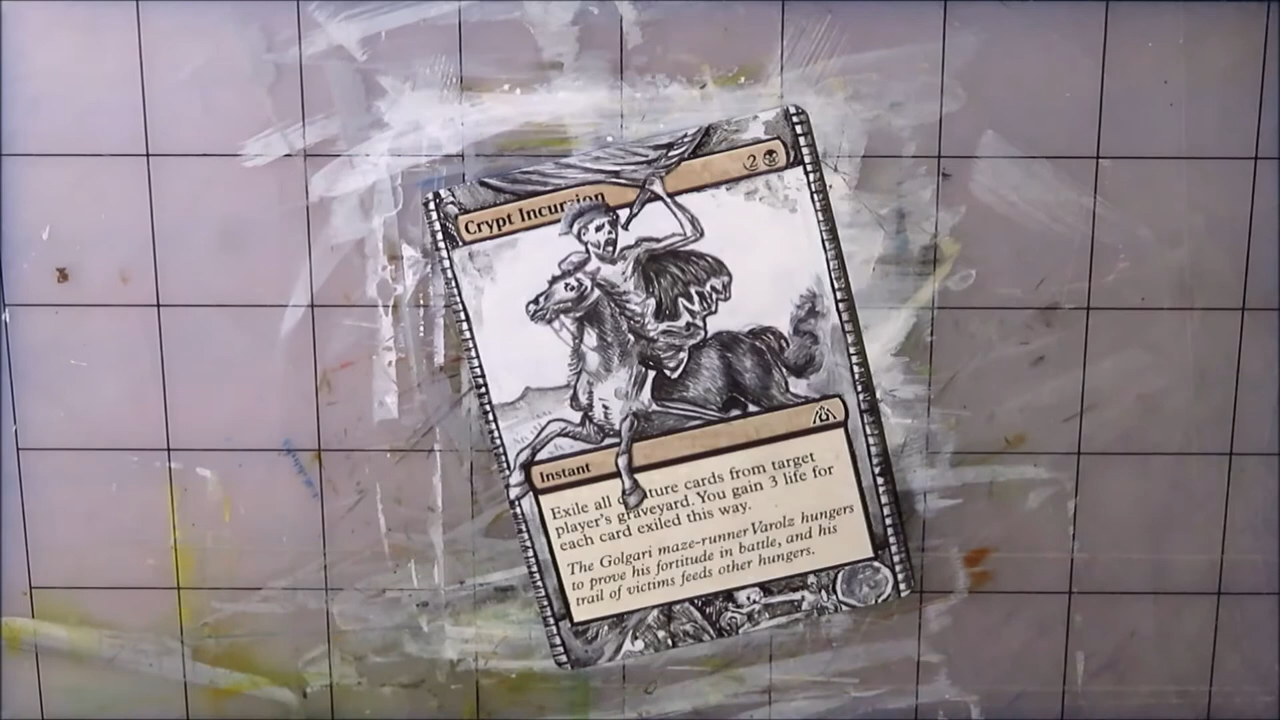 Crypt Incursion 2
Instant
Exile all creature cards from target
player's graveyard. You gain 3 life for
each card exiled this way.
The Golgari maze-runner Varolz hungers
to prove his fortitude in battle, and his
trail of victims feeds other hungers.